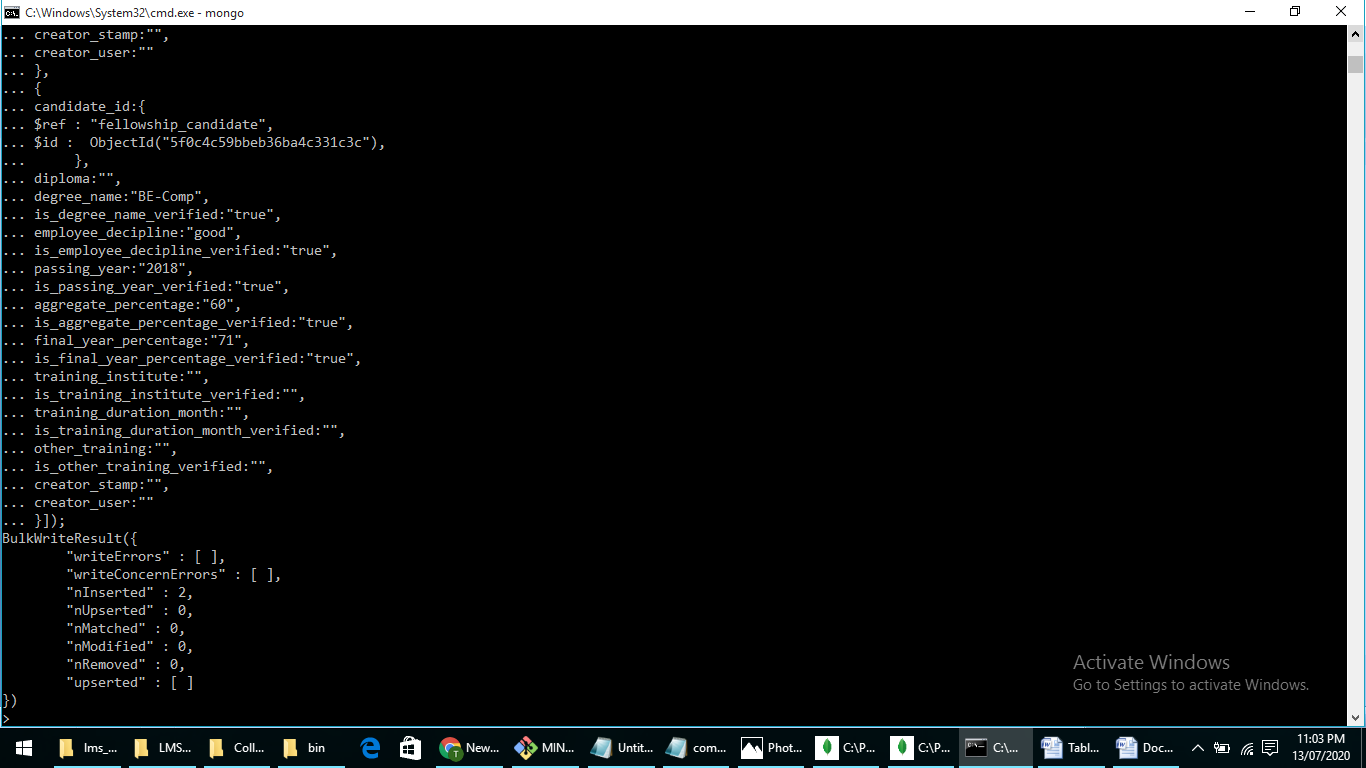 C:\Windows\System32\cmd.exe - mongo
... creator_stamp:"",
... creator_user:""
... },
... {
... candidate_id:{
... $ref : "fellowship_candidate",
... $id :  ObjectId("5f0c4c59bbeb36ba4c331c3c"),
...      },
... diploma:"",
... degree_name:"BE-Comp",
... is_degree_name_verified:"true",
... employee_decipline:"good",
... is_employee_decipline_verified:"true",
... passing_year:"2018",
... is_passing_year_verified:"true",
... aggregate_percentage:"60",
... is_aggregate_percentage_verified:"true",
... final_year_percentage:"71",
... is_final_year_percentage_verified:"true",
... training_institute:"",
... is_training_institute_verified:"",
... training_duration_month:"",
... is_training_duration_month_verified:"",
... other_training:"",
... is_other_training_verified:"",
... creator_stamp:"",
... creator_user:""
... }]);
BulkWriteResult({
        "writeErrors" : [ ],
        "writeConcernErrors" : [ ],
        "nInserted" : 2,
        "nUpserted" : 0,
        "nMatched" : 0,
        "nModified" : 0,
        "nRemoved" : 0,
        "upserted" : [ ]
})
>
Activate Windows
Go to Settings to activate Windows.
lms_... LMS... Coll... bin New... MIN... Untit... com... Phot... C:\P... C:\P... C:\... Tabl... Doc...
11:03 PM
13/07/2020